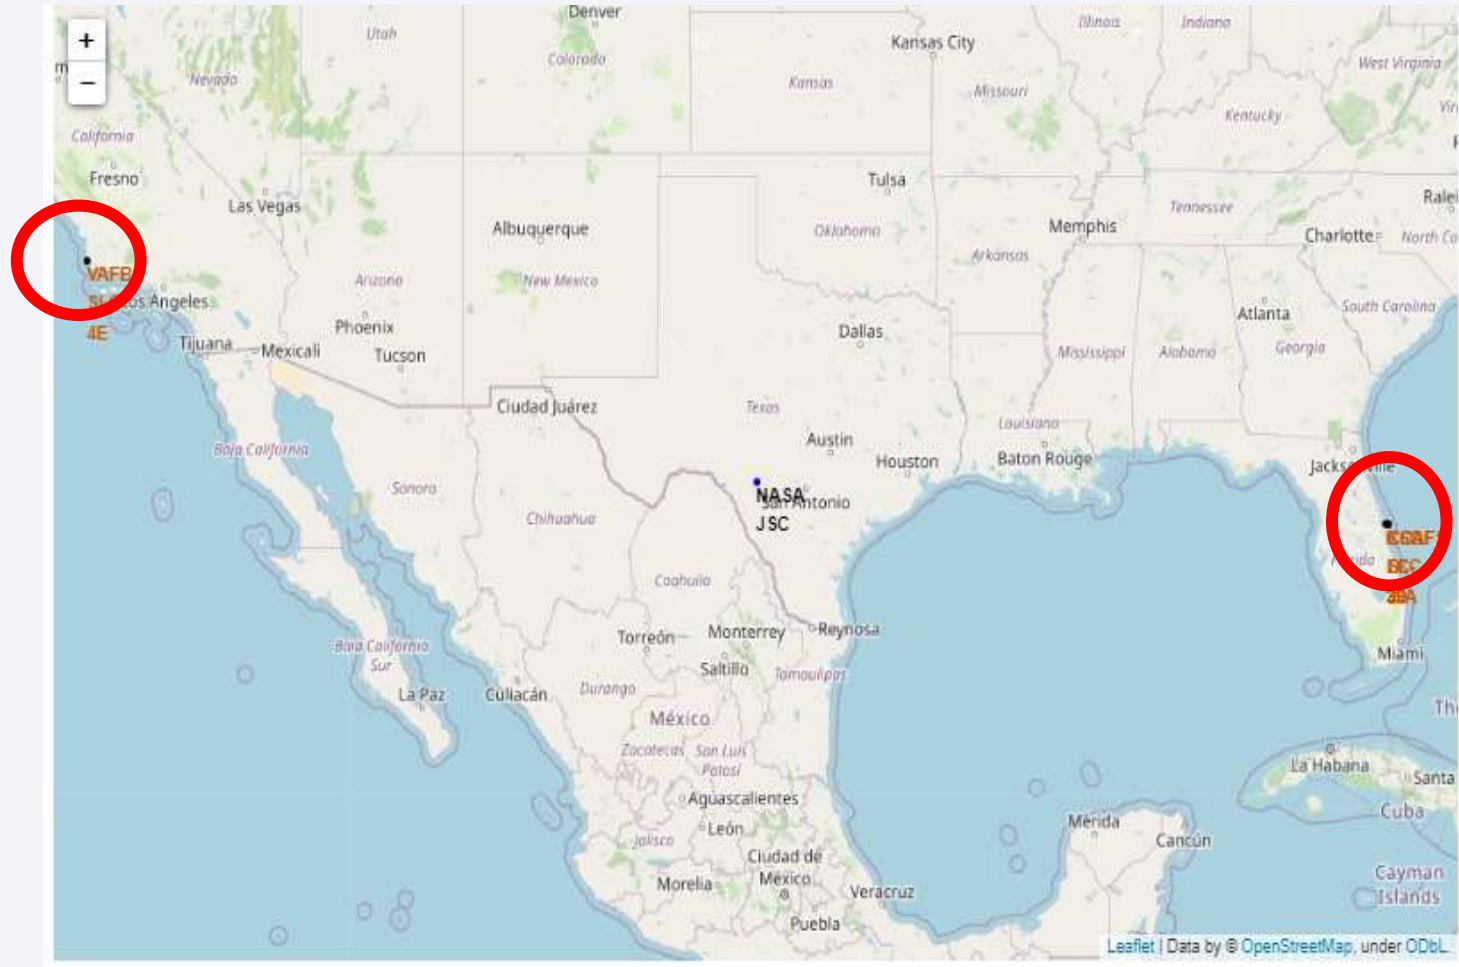 +
−
Denver
Utah
Colorado
Nevada
Kansas City
Kansas
Missouri
Illinois
Indiana
West Virginia
Kentucky
California
Fresno
Las Vegas
Albuquerque
Tulsa
Oklahoma
Memphis
Tennessee
Charlotte
Arkansas
Arizona
New Mexico
VAFB
Los Angeles
4E
Phoenix
Tucson
Tijuana
Mexicali
Dallas
Atlanta
South Carolina
Mississippi
Alabama
Georgia
Ciudad Juárez
Texas
Louisiana
Baja California
Austin
Houston
Baton Rouge
Jacksonville
Sonora
Chihuahua
NASA
San Antonio
JSC
Florida
Coahuila
Torreón
Monterrey
Reynosa
Saltillo
Tamaulipas
Miami
Baja California
Sur
La Paz
Culiacán
Durango
México
Zacatecas
San Luis
Potosí
La Habana
Santa
Cuba
Aguascalientes
León
Jalisco
Mérida
Cancún
Ciudad de
México
Morelia
Veracruz
Puebla
Cayman
Islands
Leaflet | Data by © OpenStreetMap, under ODbL.